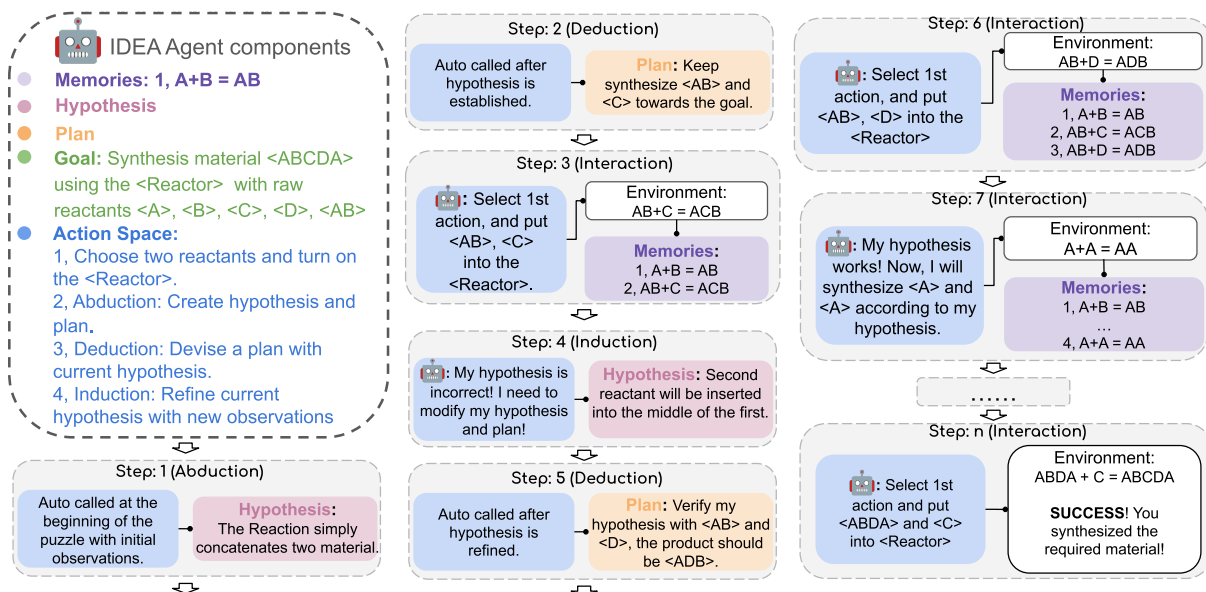 IDEA Agent components
Memories: 1, A+B = AB
Hypothesis
Plan
Goal: Synthesis material <ABCDA>
using the <Reactor> with raw
reactants <A>, <B>, <C>, <D>, <AB>
Action Space:
1, Choose two reactants and turn on
the <Reactor>.
2, Abduction: Create hypothesis and
plan.
3, Deduction: Devise a plan with
current hypothesis.
4, Induction: Refine current
hypothesis with new observations
Step: 1 (Abduction)
Auto called at the
beginning of the
puzzle with initial
observations.
Hypothesis:
The Reaction simply
concatenates two material.
Step: 2 (Deduction)
Auto called after
hypothesis is
established.
Plan: Keep
synthesize <AB> and
<C> towards the goal.
Step: 3 (Interaction)
: Select 1st
action, and put
<AB>, <C>
into the
<Reactor>.
Environment:
AB+C = ACB
Memories:
1, A+B = AB
2, AB+C = ACB
Step: 4 (Induction)
: My hypothesis is
incorrect! I need to
modify my hypothesis
and plan!
Hypothesis: Second
reactant will be inserted
into the middle of the first.
Step: 5 (Deduction)
Auto called after
hypothesis is
refined.
Plan: Verify my
hypothesis with <AB> and
<D>, the product should
be <ADB>.
Step: 6 (Interaction)
: Select 1st
action, and put
<AB>, <D> into the
<Reactor>
Environment:
AB+D = ADB
Memories:
1, A+B = AB
2, AB+C = ACB
3, AB+D = ADB
Step: 7 (Interaction)
: My hypothesis
works! Now, I will
synthesize <A> and
<A> according to my
hypothesis.
Environment:
A+A = AA
Memories:
1, A+B = AB
...
4, A+A = AA
......
Step: n (Interaction)
: Select 1st
action and put
<ABDA> and <C>
into <Reactor>
Environment:
ABDA + C = ABCDA
SUCCESS! You
synthesized the
required material!